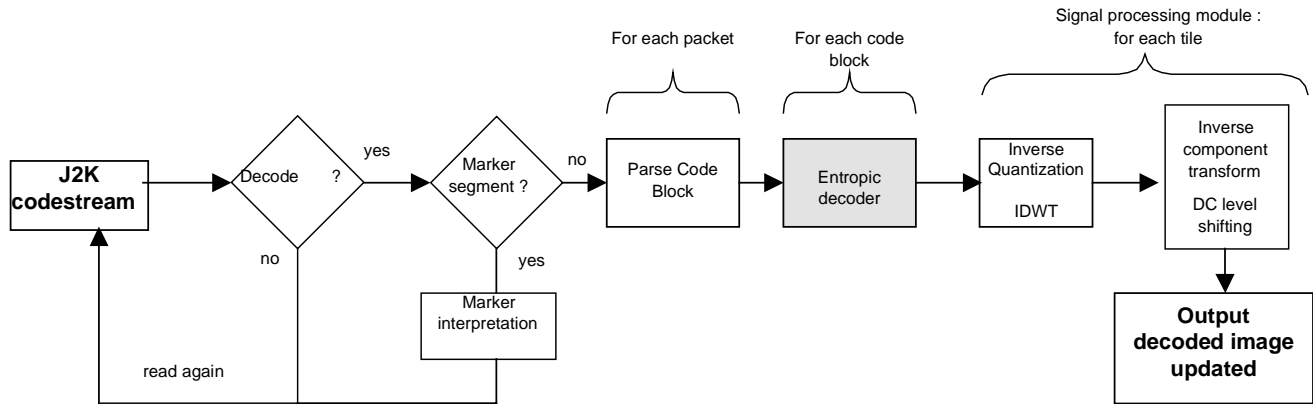 Signal processing module :
for each tile
For each packet
For each code
block
J2K
codestream
Decode ?
yes
no
Marker
segment ?
no
yes
Marker
interpretation
read again
Parse Code
Block
Entropic
decoder
Inverse
Quantization
IDWT
Inverse
component
transform
DC level
shifting
Output
decoded image
updated